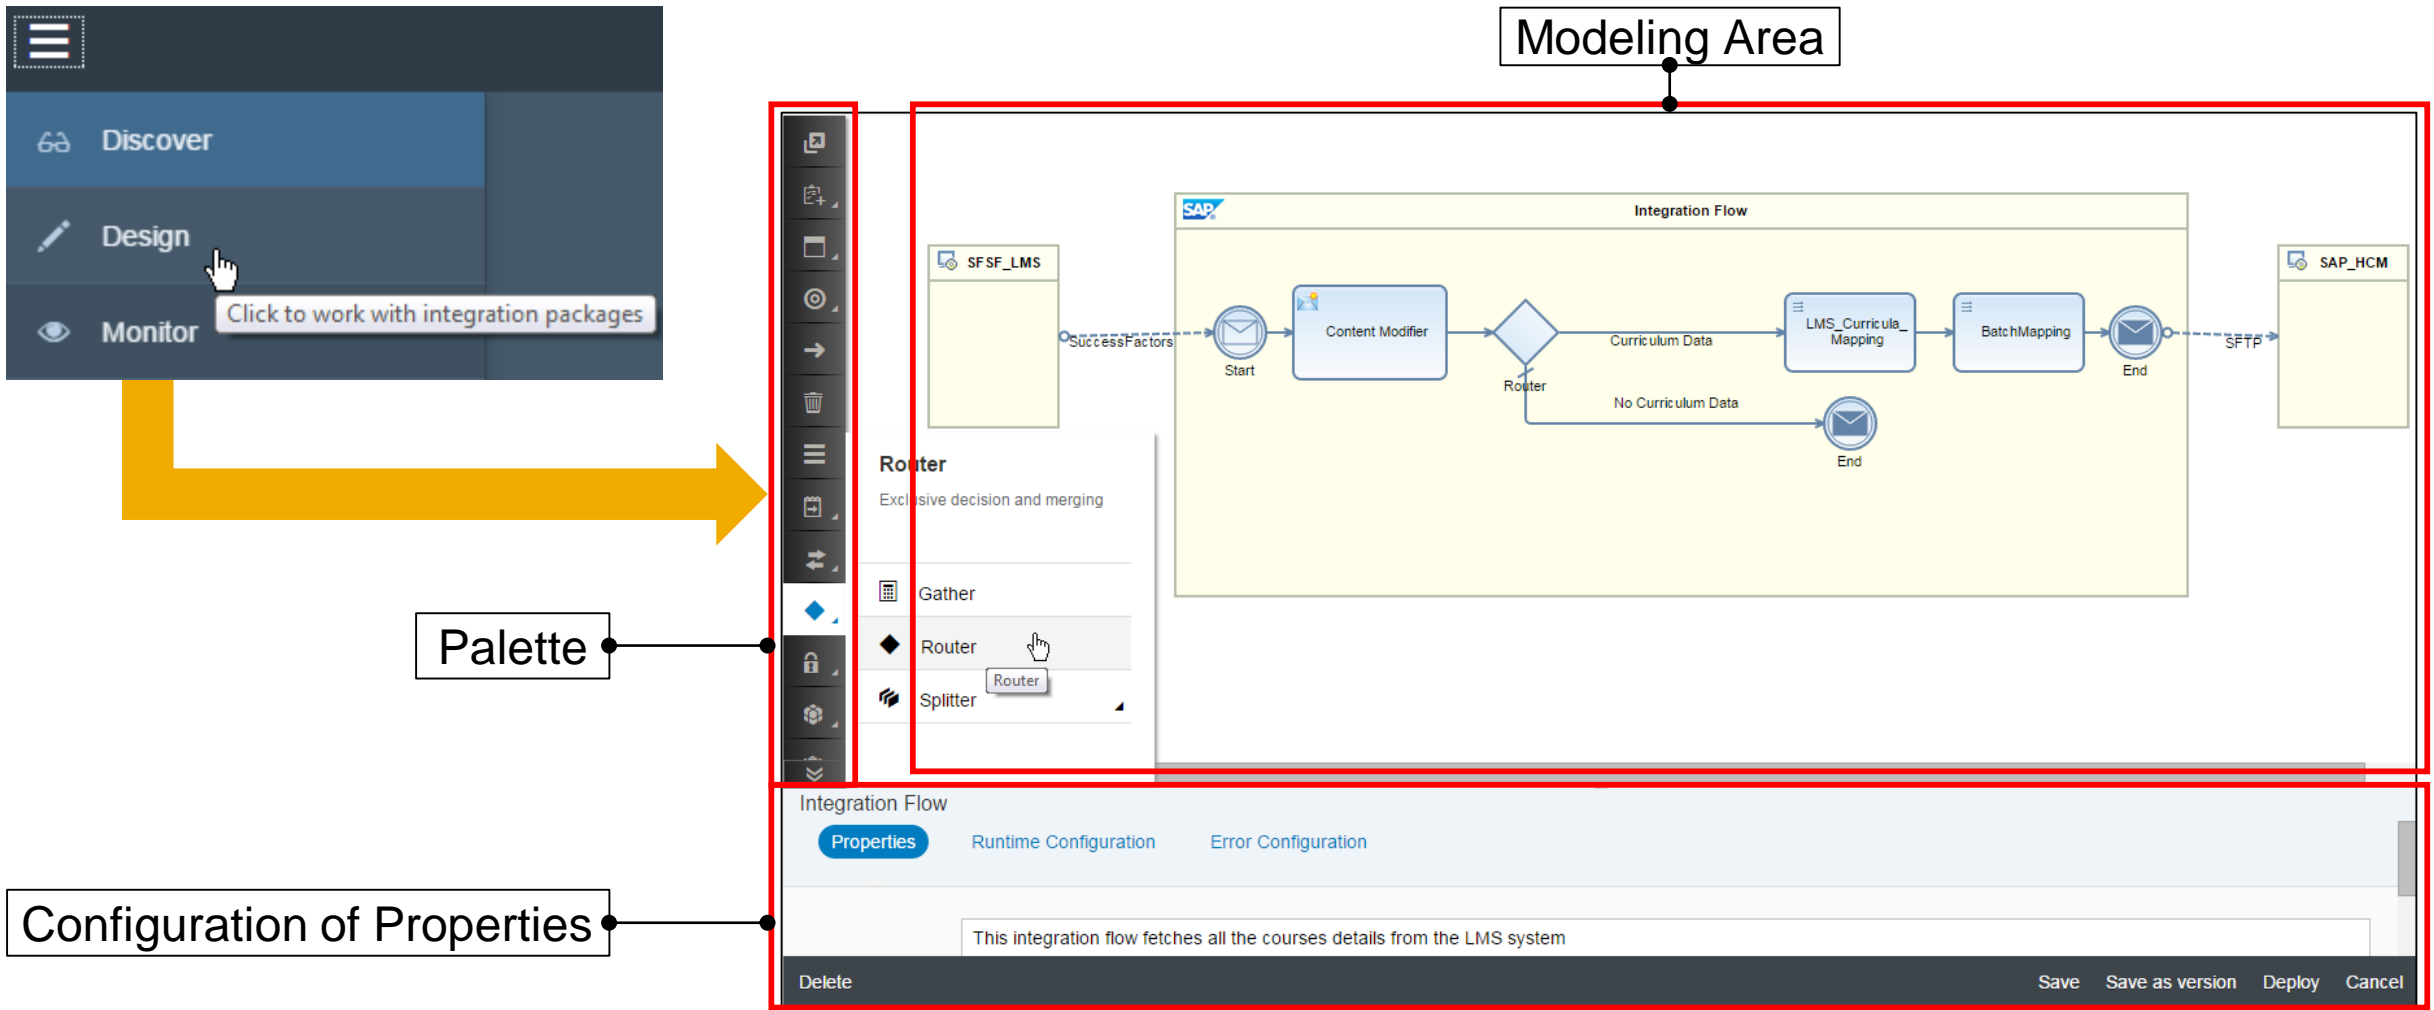 Discover
Design
Click to work with integration packages
Monitor
Modeling Area
SAP
Integration Flow
SFSF_LMS
SAP_HCM
SuccessFactors
Start
Content Modifier
Router
Curriculum Data
LMS_Curricula_
Mapping
BatchMapping
End
SFTP
No Curriculum Data
End
Router
Exclusive decision and merging
Gather
Router
Router
Splitter
Palette
Integration Flow
Properties
Runtime Configuration
Error Configuration
Configuration of Properties
This integration flow fetches all the courses details from the LMS system
Delete
Save
Save as version
Deploy
Cancel